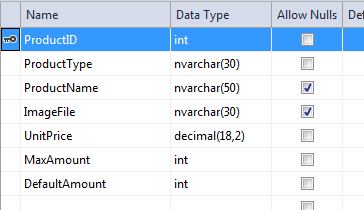 Name Data Type Allow Nulls De
ProductID int
ProductType nvarchar(30)
ProductName nvarchar(50)
ImageFile nvarchar(30)
UnitPrice decimal(18,2)
MaxAmount int
DefaultAmount int